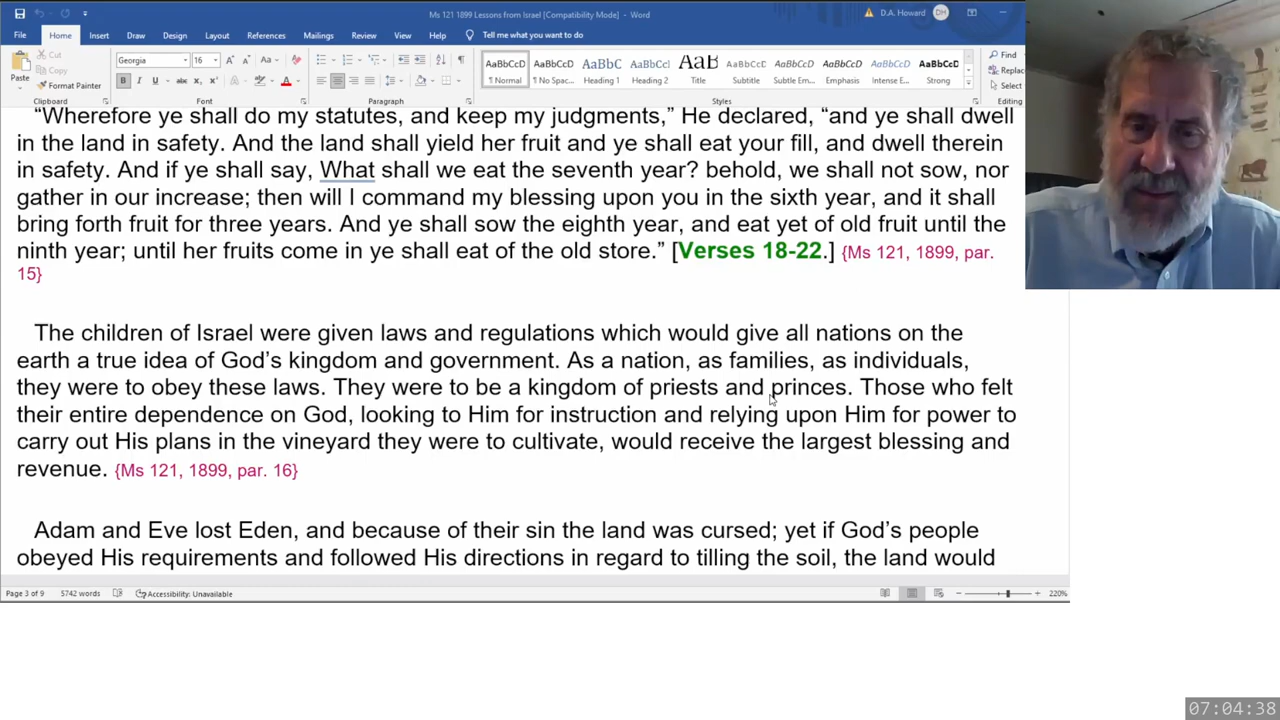 Ms 121 1899 Lessons from Israel [Compatibility Mode] - Word
D.A. Howard
DH
File Home Insert Draw Design Layout References Mailings Review View Help Tell me what you want to do
Paste
Cut
Copy
Format Painter
Clipboard
Georgia 16
Font
Paragraph
AaBbCcD AaBbCcD AaBbC AaBbCcD AaB AaBbCcD AaBbCcD AaBbCcD AaBbCcD AaBbCcD
¶ Normal ¶ No Spac... Heading 1 Heading 2 Title Subtitle Subtle Em... Emphasis Intense E... Strong
Styles
Find
Replac
Select
Editing
“Wherefore ye shall do my statutes, and keep my judgments,” He declared, “and ye shall dwell
in the land in safety. And the land shall yield her fruit and ye shall eat your fill, and dwell therein
in safety. And if ye shall say, What shall we eat the seventh year? behold, we shall not sow, nor
gather in our increase; then will I command my blessing upon you in the sixth year, and it shall
bring forth fruit for three years. And ye shall sow the eighth year, and eat yet of old fruit until the
ninth year; until her fruits come in ye shall eat of the old store.” [Verses 18-22.] {Ms 121, 1899, par.
15}
The children of Israel were given laws and regulations which would give all nations on the
earth a true idea of God’s kingdom and government. As a nation, as families, as individuals,
they were to obey these laws. They were to be a kingdom of priests and princes. Those who felt
their entire dependence on God, looking to Him for instruction and relying upon Him for power to
carry out His plans in the vineyard they were to cultivate, would receive the largest blessing and
revenue. {Ms 121, 1899, par. 16}
Adam and Eve lost Eden, and because of their sin the land was cursed; yet if God’s people
obeyed His requirements and followed His directions in regard to tilling the soil, the land would
Page 3 of 9 5742 words Accessibility: Unavailable 220%
07:04:38